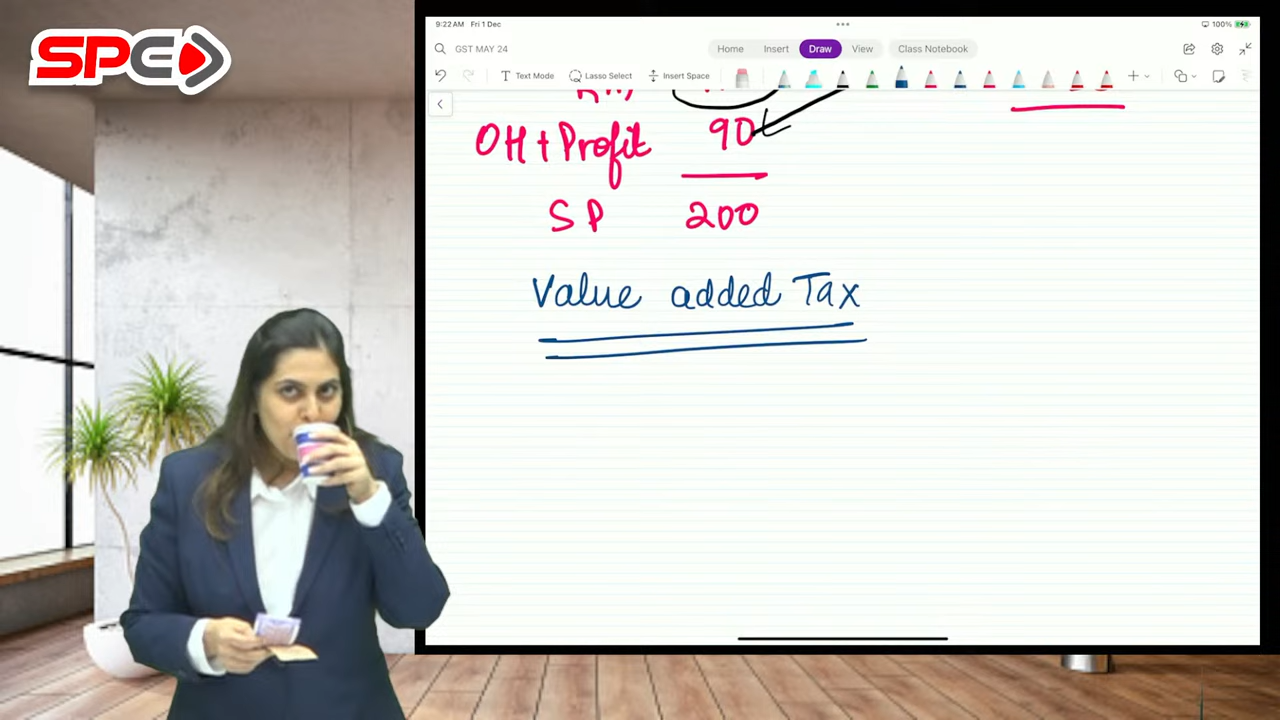 SPE
9:22 AM Fri 1 Dec
100%
GST MAY 24
Home Insert Draw View Class Notebook
Text Mode Lasso Select Insert Space
OH + Profit 90
SP 200
Value added Tax